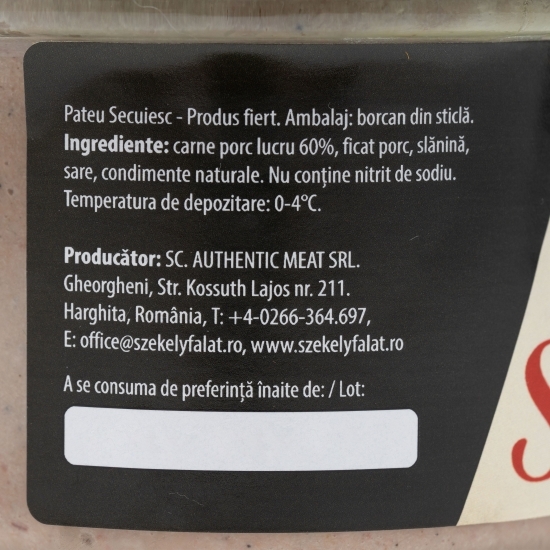 Pateu Secuiesc - Produs fiert. Ambalaj: borcan din sticlă.
Ingrediente: carne porc lucru 60%, ficat porc, slănină,
sare, condimente naturale. Nu conține nitrit de sodiu.
Temperatura de depozitare: 0-4°C.
Producător: SC. AUTHENTIC MEAT SRL.
Gheorgheni, Str. Kossuth Lajos nr. 211.
Harghita, România, T: +4-0266-364.697,
E: office@szekelyfalat.ro, www.szekelyfalat.ro
A se consuma de preferință înaite de: / Lot: